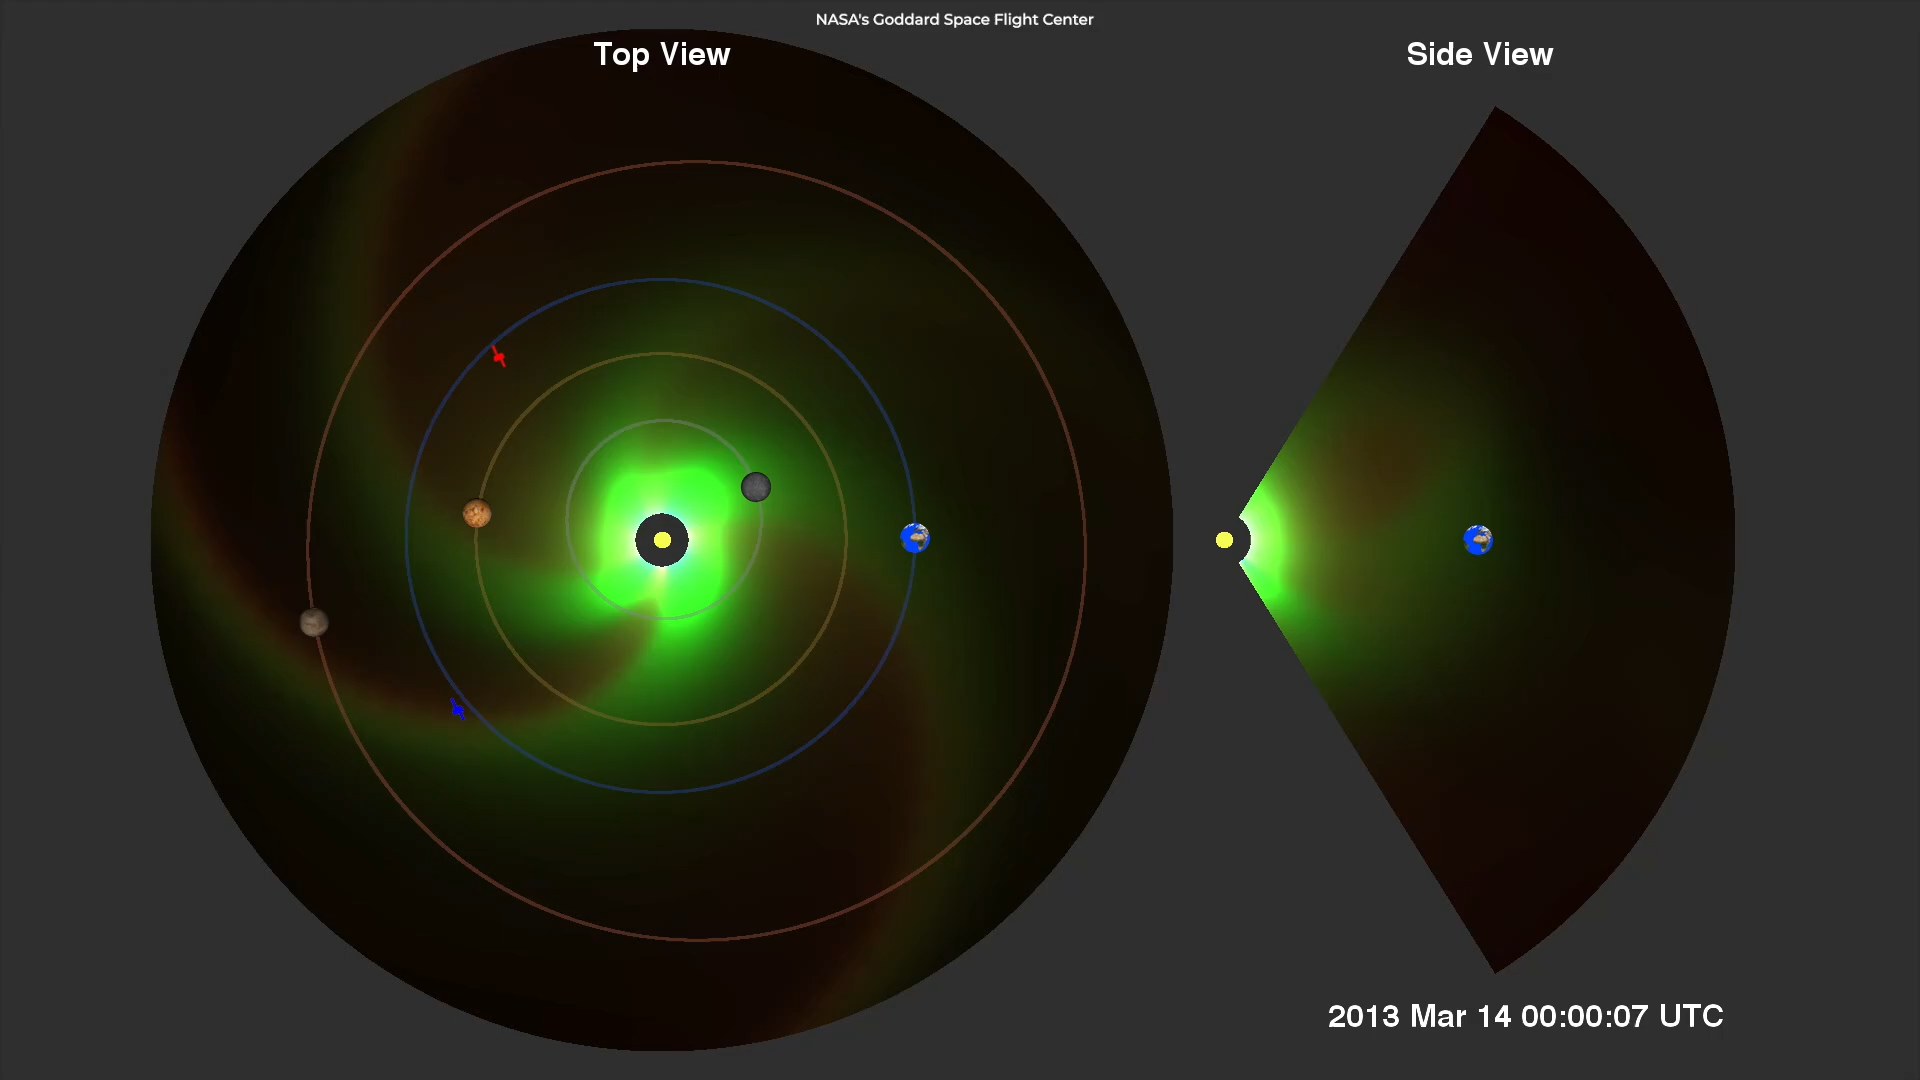 NASA's Goddard Space Flight Center
Top View
Side View
2013 Mar 14 00:00:07 UTC